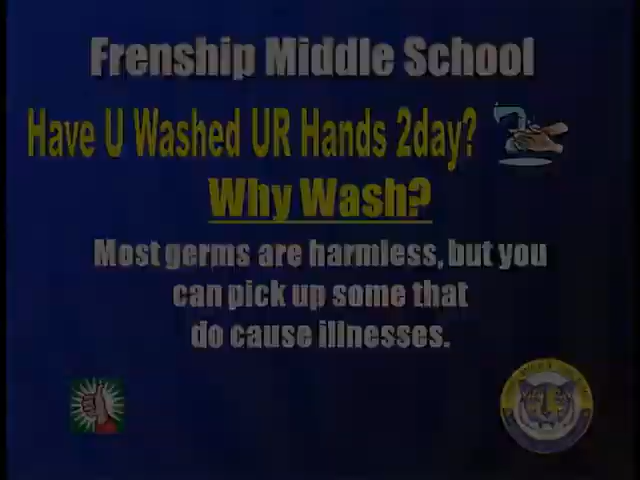 Frenship Middle School
Have U Washed UR Hands 2day?
Why Wash?
Most germs are harmless, but you
can pick up some that
do cause illnesses.